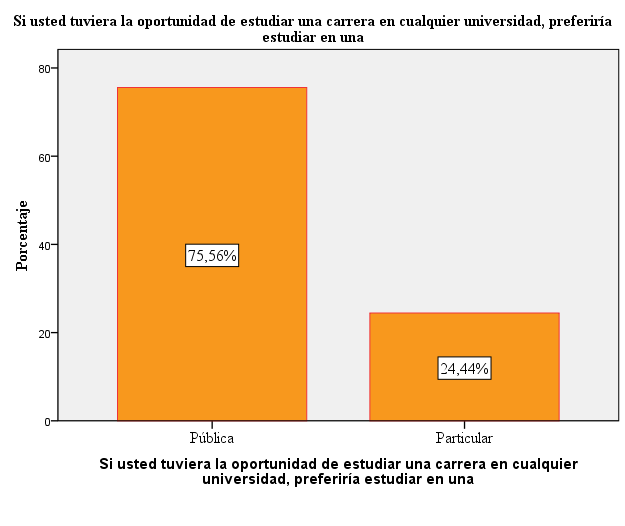 Si usted tuviera la oportunidad de estudiar una carrera en cualquier universidad, preferiría
estudiar en una
80
60
40
20
0
Porcentaje
75,56%
24,44%
Pública
Particular
Si usted tuviera la oportunidad de estudiar una carrera en cualquier
universidad, preferiría estudiar en una